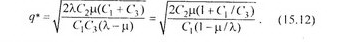 q* = √(2λC₂μ(C₁ + C₃) / C₁C₃(λ − μ)) = √(2C₂μ(1 + C₁ / C₃) / C₁(1 − μ / λ)) . (15.12)